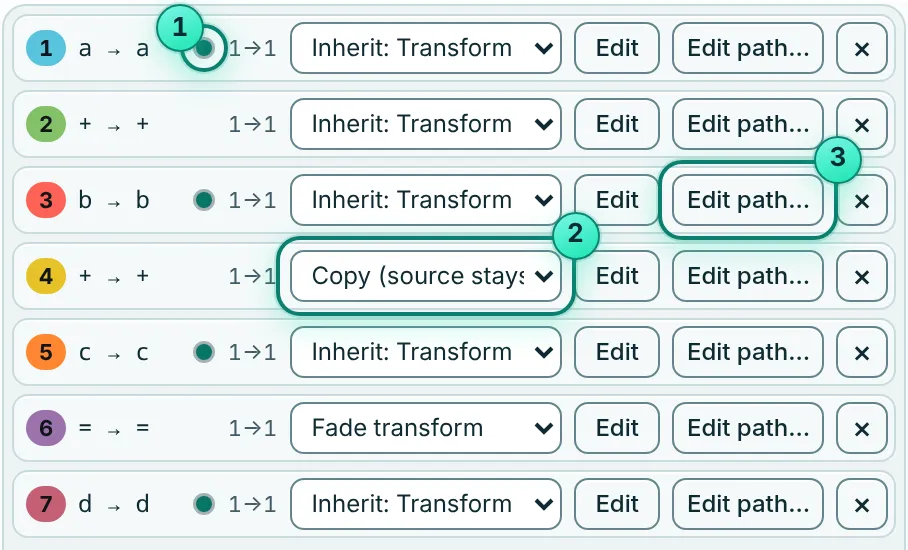 1
1 a → a 1→1 Inherit: Transform Edit Edit path... ×
2 + → + 1→1 Inherit: Transform Edit Edit path... ×
3
3 b → b 1→1 Inherit: Transform Edit Edit path... ×
2
4 + → + 1→1 Copy (source stays Edit Edit path... ×
5 c → c 1→1 Inherit: Transform Edit Edit path... ×
6 = → = 1→1 Fade transform Edit Edit path... ×
7 d → d 1→1 Inherit: Transform Edit Edit path... ×